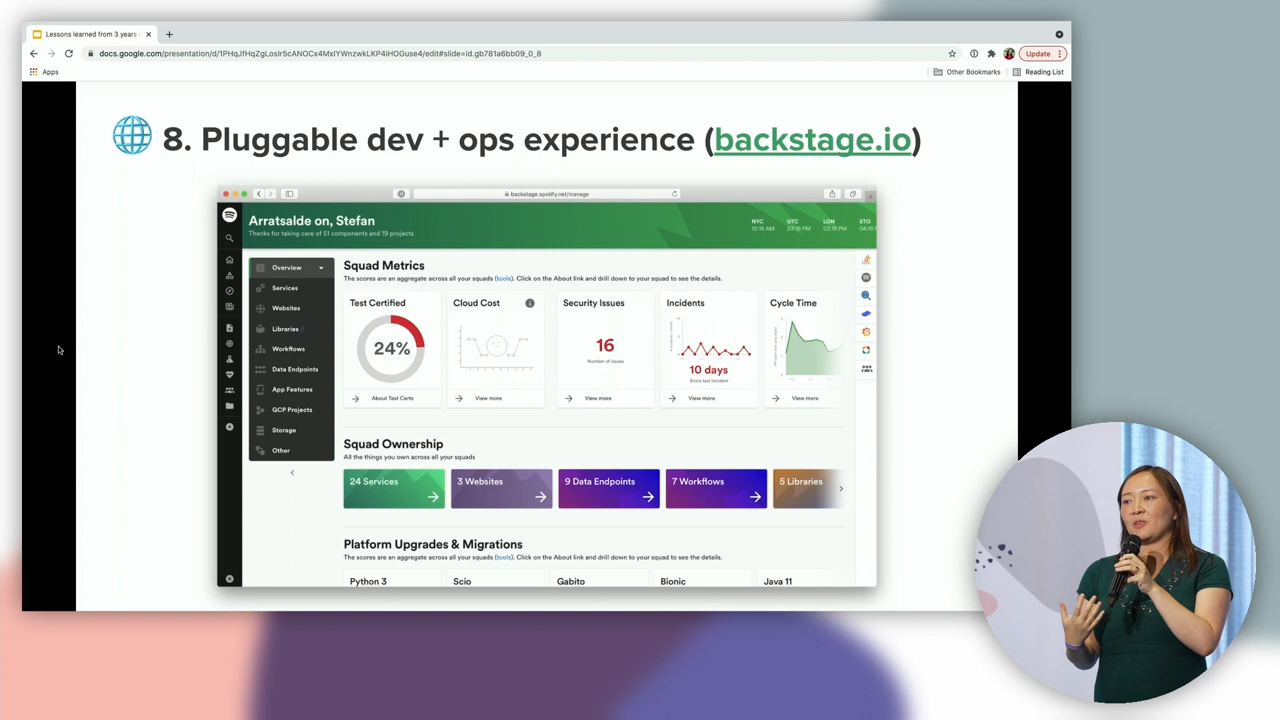 Lessons learned from 3 years
docs.google.com/presentation/d/1PHqJfHqZgLosIr5cANOCx4MxIYWnzwkLKP4iHOGuse4/edit#slide=id.gb781a6bb09_0_8
Update
Apps
Other Bookmarks
Reading List
8. Pluggable dev + ops experience (backstage.io)
backstage.spotify.net/manage
Arratsalde on, Stefan
Thanks for taking care of 51 components and 19 projects
NYC UTC LON STO
Overview
Services
Websites
Libraries
Workflows
Data Endpoints
App Features
GCP Projects
Storage
Other
Squad Metrics
The scores are an aggregate across all your squads (tools). Click on the About link and drill down to your squad to see the details.
Test Certified
24%
About Test Certs
Cloud Cost
View more
Security Issues
16
Number of issues
View more
Incidents
10 days
Since last incident
View more
Cycle Time
View more
Squad Ownership
All the things you own across all your squads
24 Services
3 Websites
9 Data Endpoints
7 Workflows
5 Libraries
Platform Upgrades & Migrations
The scores are an aggregate across all your squads (tools). Click on the About link and drill down to your squad to see the details.
Python 3
Scio
Gabito
Bionic
Java 11